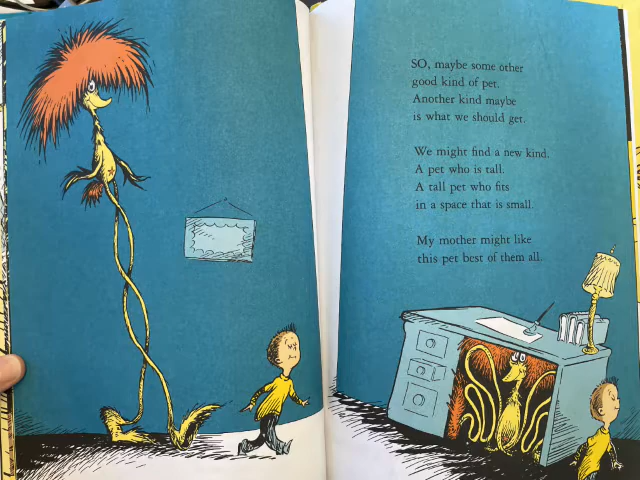 SO, maybe some other
good kind of pet.
Another kind maybe
is what we should get.
We might find a new kind.
A pet who is tall.
A tall pet who fits
in a space that is small.
My mother might like
this pet best of them all.